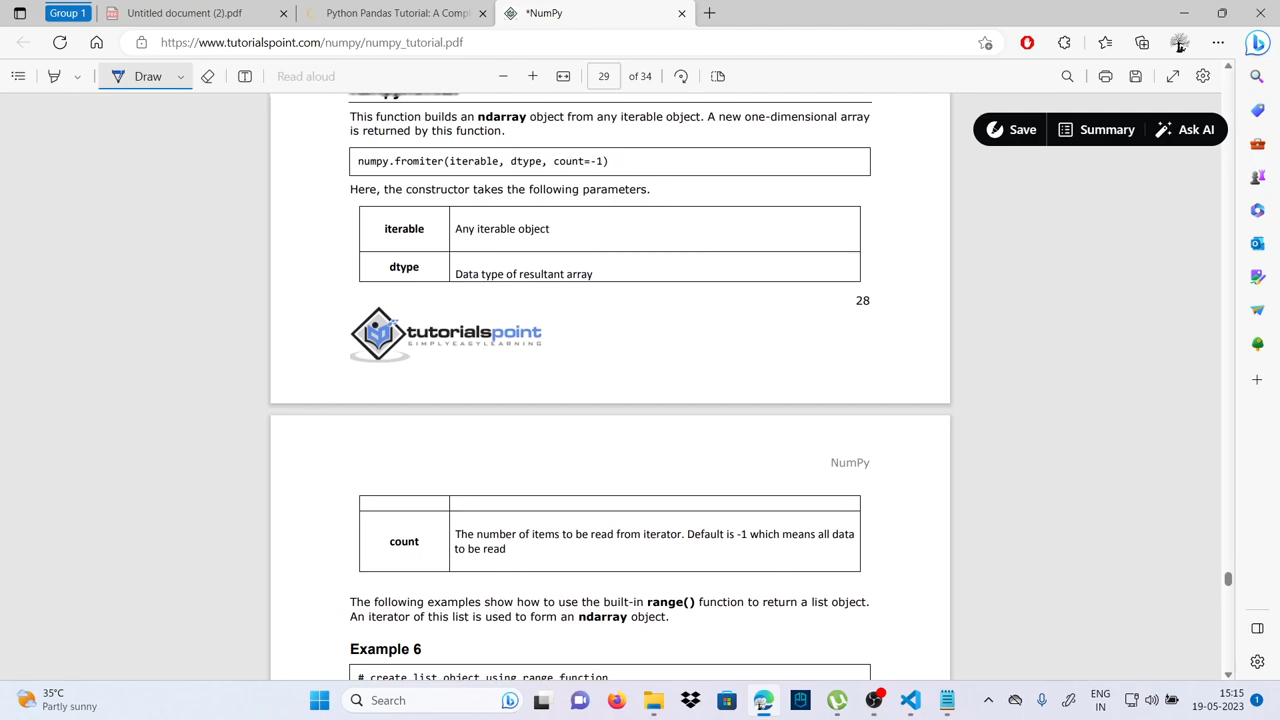 Group 1
Untitled document (2).pdf
Python Pandas Tutorial: A Compl
*NumPy
https://www.tutorialspoint.com/numpy/numpy_tutorial.pdf
Draw
Read aloud
29
of 34
This function builds an ndarray object from any iterable object. A new one-dimensional array
is returned by this function.
Save
Summary
Ask AI
numpy.fromiter(iterable, dtype, count=-1)
Here, the constructor takes the following parameters.
iterable
Any iterable object
dtype
Data type of resultant array
28
tutorialspoint
SIMPLYEASYLEARNING
NumPy
count
The number of items to be read from iterator. Default is -1 which means all data
to be read
The following examples show how to use the built-in range() function to return a list object.
An iterator of this list is used to form an ndarray object.
Example 6
# create list object using range function
35°C
Partly sunny
Search
ENG
IN
15:15
19-05-2023
1